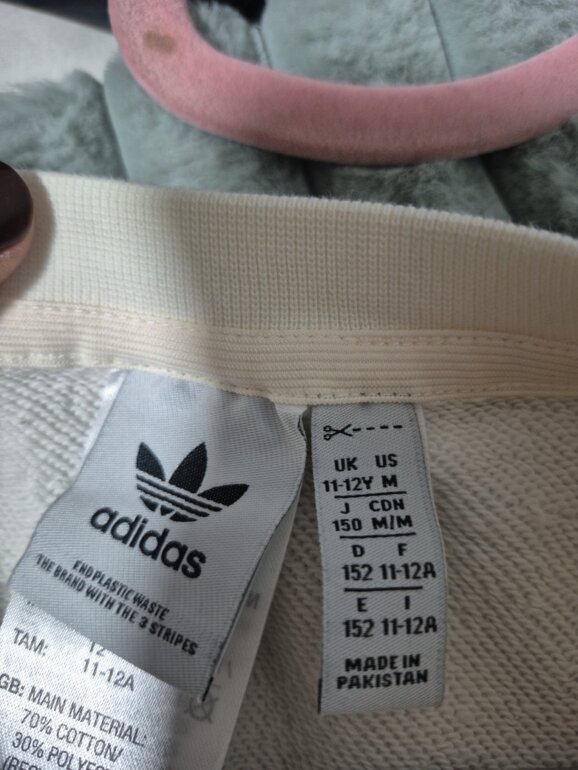 adidas
END PLASTIC WASTE
THE BRAND WITH THE 3 STRIPES
TAM:
12
11-12A
GB: MAIN MATERIAL:
70% COTTON/
30%
UK US
11-12Y M
J CDN
150 M/M
D F
152 11-12A
E I
152 11-12A
MADE IN
PAKISTAN